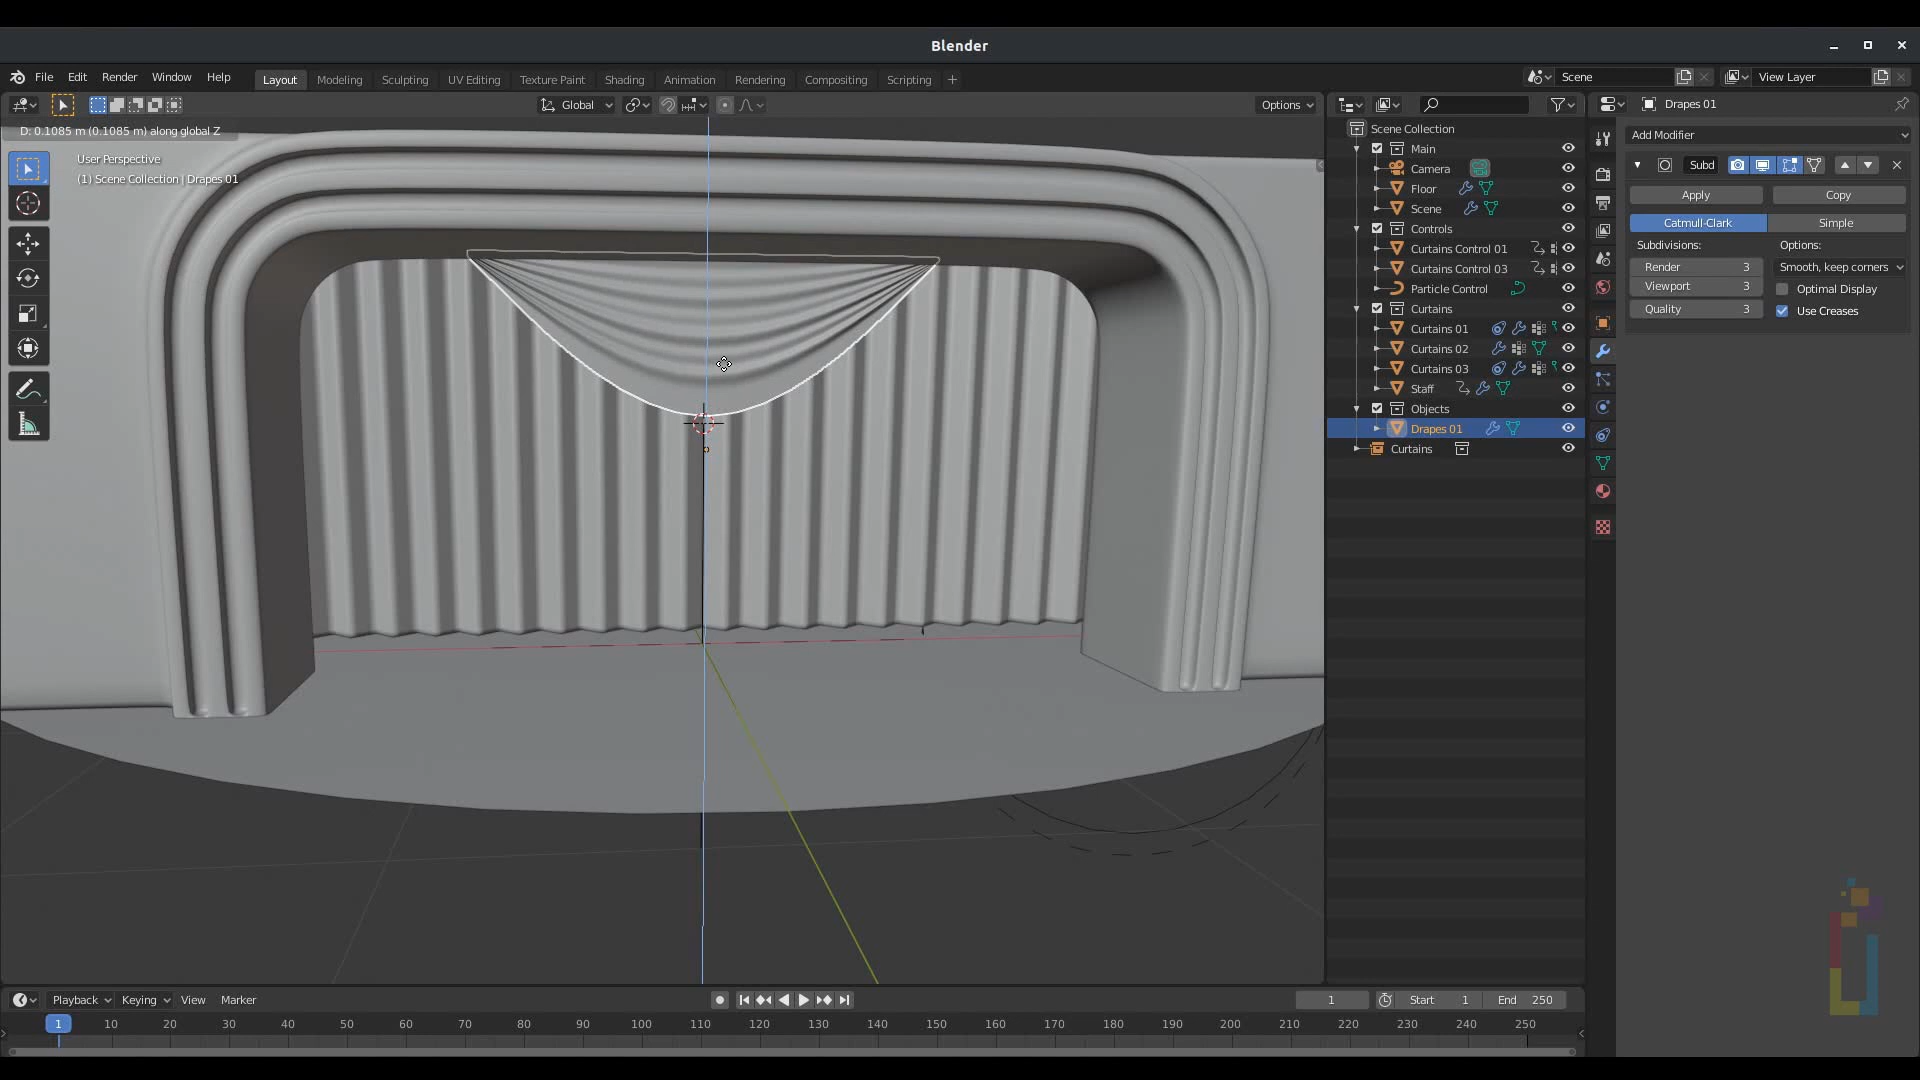 Blender
File Edit Render Window Help Layout Modeling Sculpting UV Editing Texture Paint Shading Animation Rendering Compositing Scripting + Scene View Layer
Global Options Drapes 01
D: 0.1085 m (0.1085 m) along global Z
User Perspective
(1) Scene Collection | Drapes 01
Scene Collection
Main
Camera
Floor
Scene
Controls
Curtains Control 01
Curtains Control 03
Particle Control
Curtains
Curtains 01
Curtains 02
Curtains 03
Staff
Objects
Drapes 01
Curtains
Add Modifier
Subd
Apply Copy
Catmull-Clark Simple
Subdivisions: Options:
Render 3 Smooth, keep corners
Viewport 3 Optimal Display
Quality 3 Use Creases
Playback Keying View Marker 1 Start 1 End 250
1 10 20 30 40 50 60 70 80 90 100 110 120 130 140 150 160 170 180 190 200 210 220 230 240 250